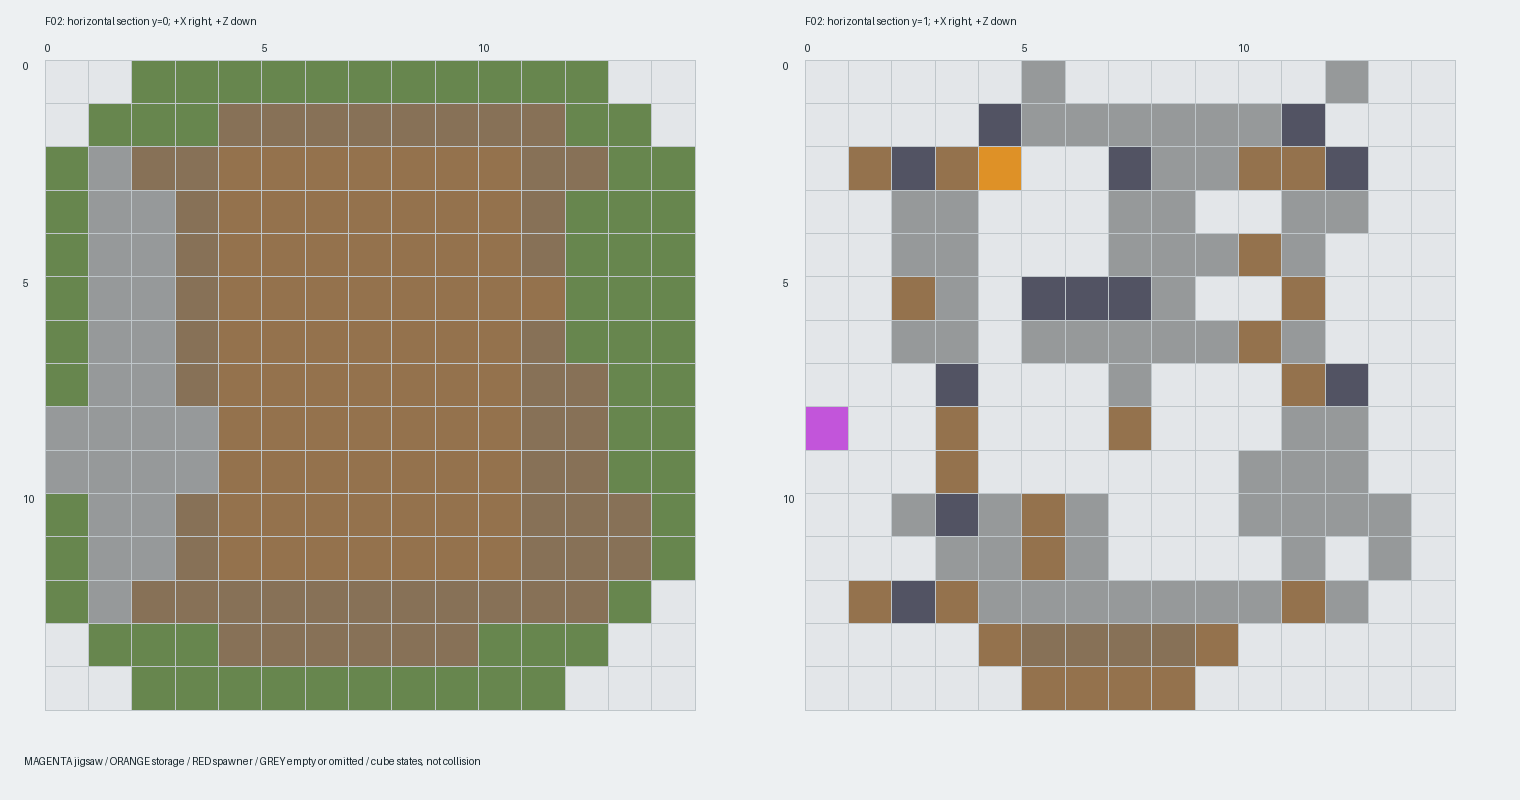 F02: horizontal section y=0; +X right, +Z down
F02: horizontal section y=1; +X right, +Z down
0 5 10
0 5 10
0
0
5
5
10
10
MAGENTA jigsaw / ORANGE storage / RED spawner / GREY empty or omitted / cube states, not collision